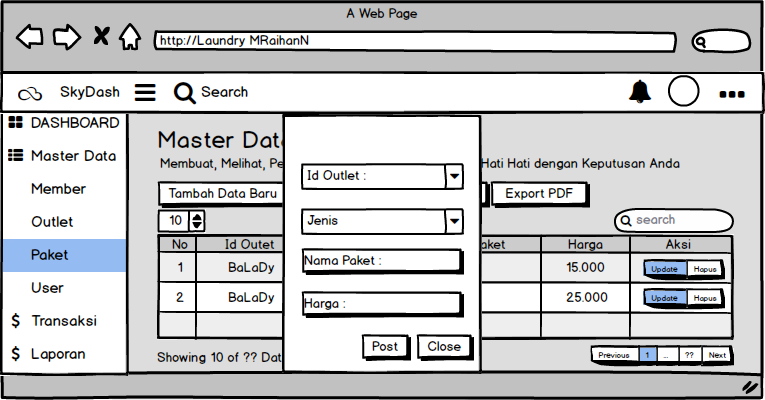 A Web Page
http://Laundry MRaihanN
SkyDash
Search
DASHBOARD
Master Data
Member
Outlet
Paket
User
Transaksi
Laporan
Master Dat
Membuat, Melihat, Pe
Hati Hati dengan Keputusan Anda
Tambah Data Baru
Export PDF
10
search
No Id Outet aket Harga Aksi
1 BaLaDy 15.000 Update Hapus
2 BaLaDy 25.000 Update Hapus
Showing 10 of ?? Dat
Previous 1 .. ?? Next
Id Outlet :
Jenis
Nama Paket :
Harga :
Post Close